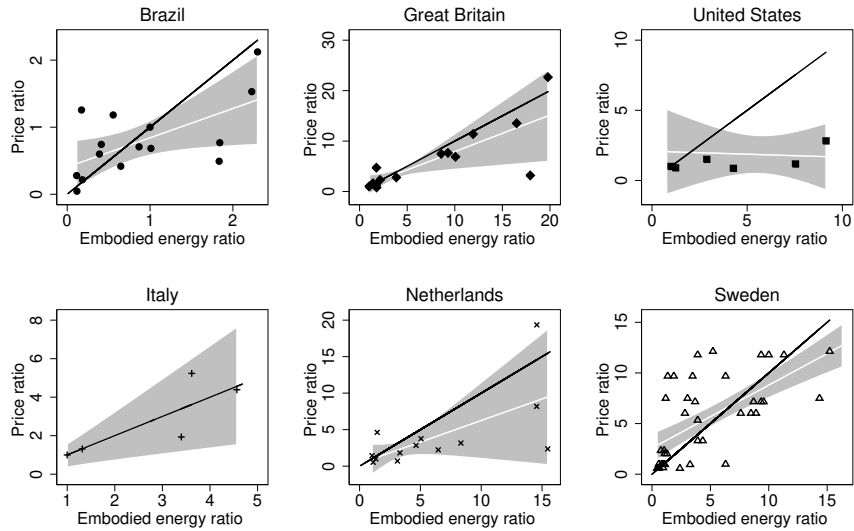 Brazil
Price ratio
2
1
0
0 1 2
Embodied energy ratio
Great Britain
Price ratio
30
20
10
0
0 5 10 15 20
Embodied energy ratio
United States
Price ratio
10
5
0
0 5 10
Embodied energy ratio
Italy
Price ratio
8
6
4
2
0
1 2 3 4 5
Embodied energy ratio
Netherlands
Price ratio
20
15
10
5
0
0 5 10 15
Embodied energy ratio
Sweden
Price ratio
15
10
5
0
0 5 10 15
Embodied energy ratio